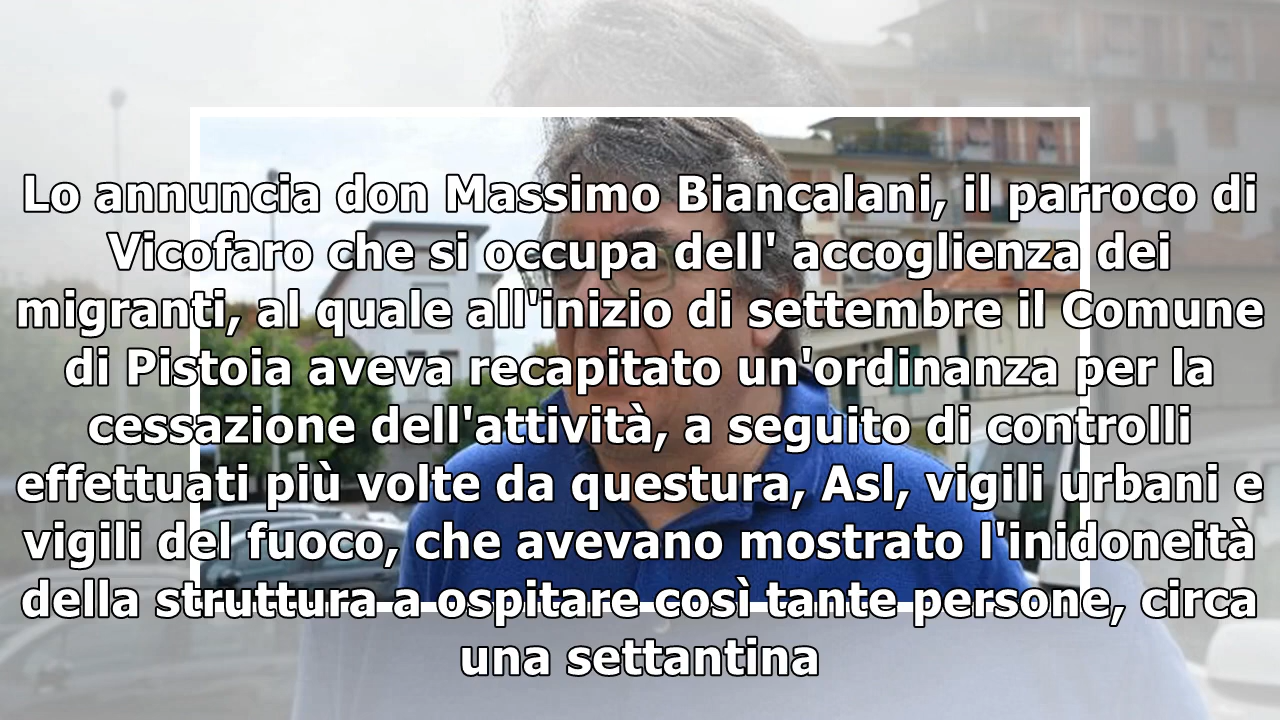 Lo annuncia don Massimo Biancalani, il parroco di
Vicofaro che si occupa dell' accoglienza dei
migranti, al quale all'inizio di settembre il Comune
di Pistoia aveva recapitato un'ordinanza per la
cessazione dell'attività, a seguito di controlli
effettuati più volte da questura, Asl, vigili urbani e
vigili del fuoco, che avevano mostrato l'inidoneità
della struttura a ospitare così tante persone, circa
una settantina